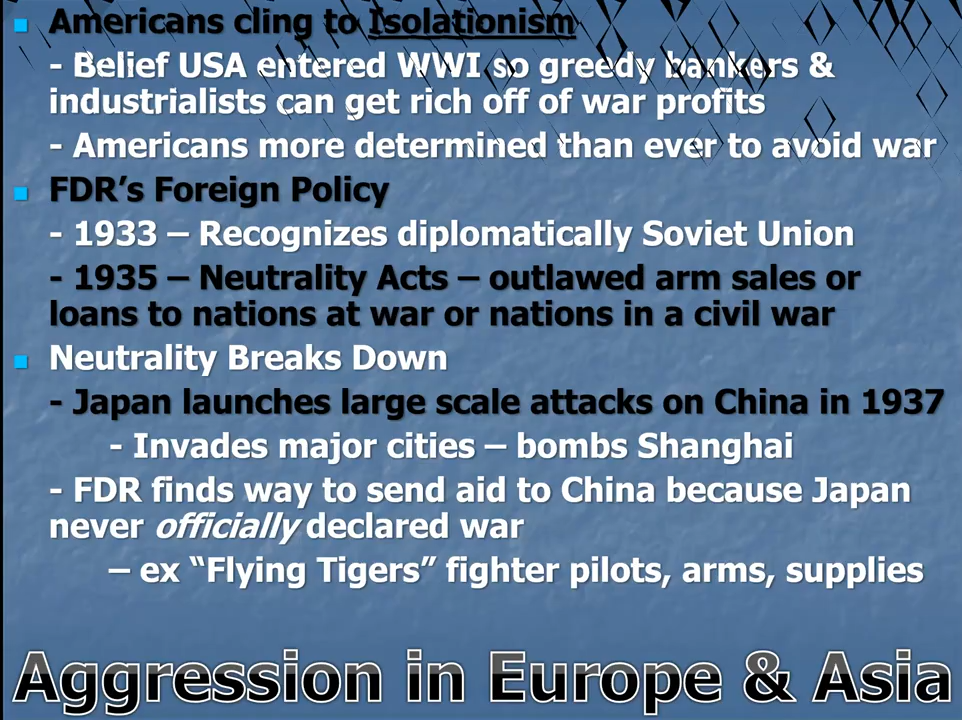 Americans cling to Isolationism
- Belief USA entered WWI so greedy bankers &
industrialists can get rich off of war profits
- Americans more determined than ever to avoid war
FDR’s Foreign Policy
- 1933 – Recognizes diplomatically Soviet Union
- 1935 – Neutrality Acts – outlawed arm sales or
loans to nations at war or nations in a civil war
Neutrality Breaks Down
- Japan launches large scale attacks on China in 1937
- Invades major cities – bombs Shanghai
- FDR finds way to send aid to China because Japan
never officially declared war
– ex “Flying Tigers” fighter pilots, arms, supplies
Aggression in Europe & Asia